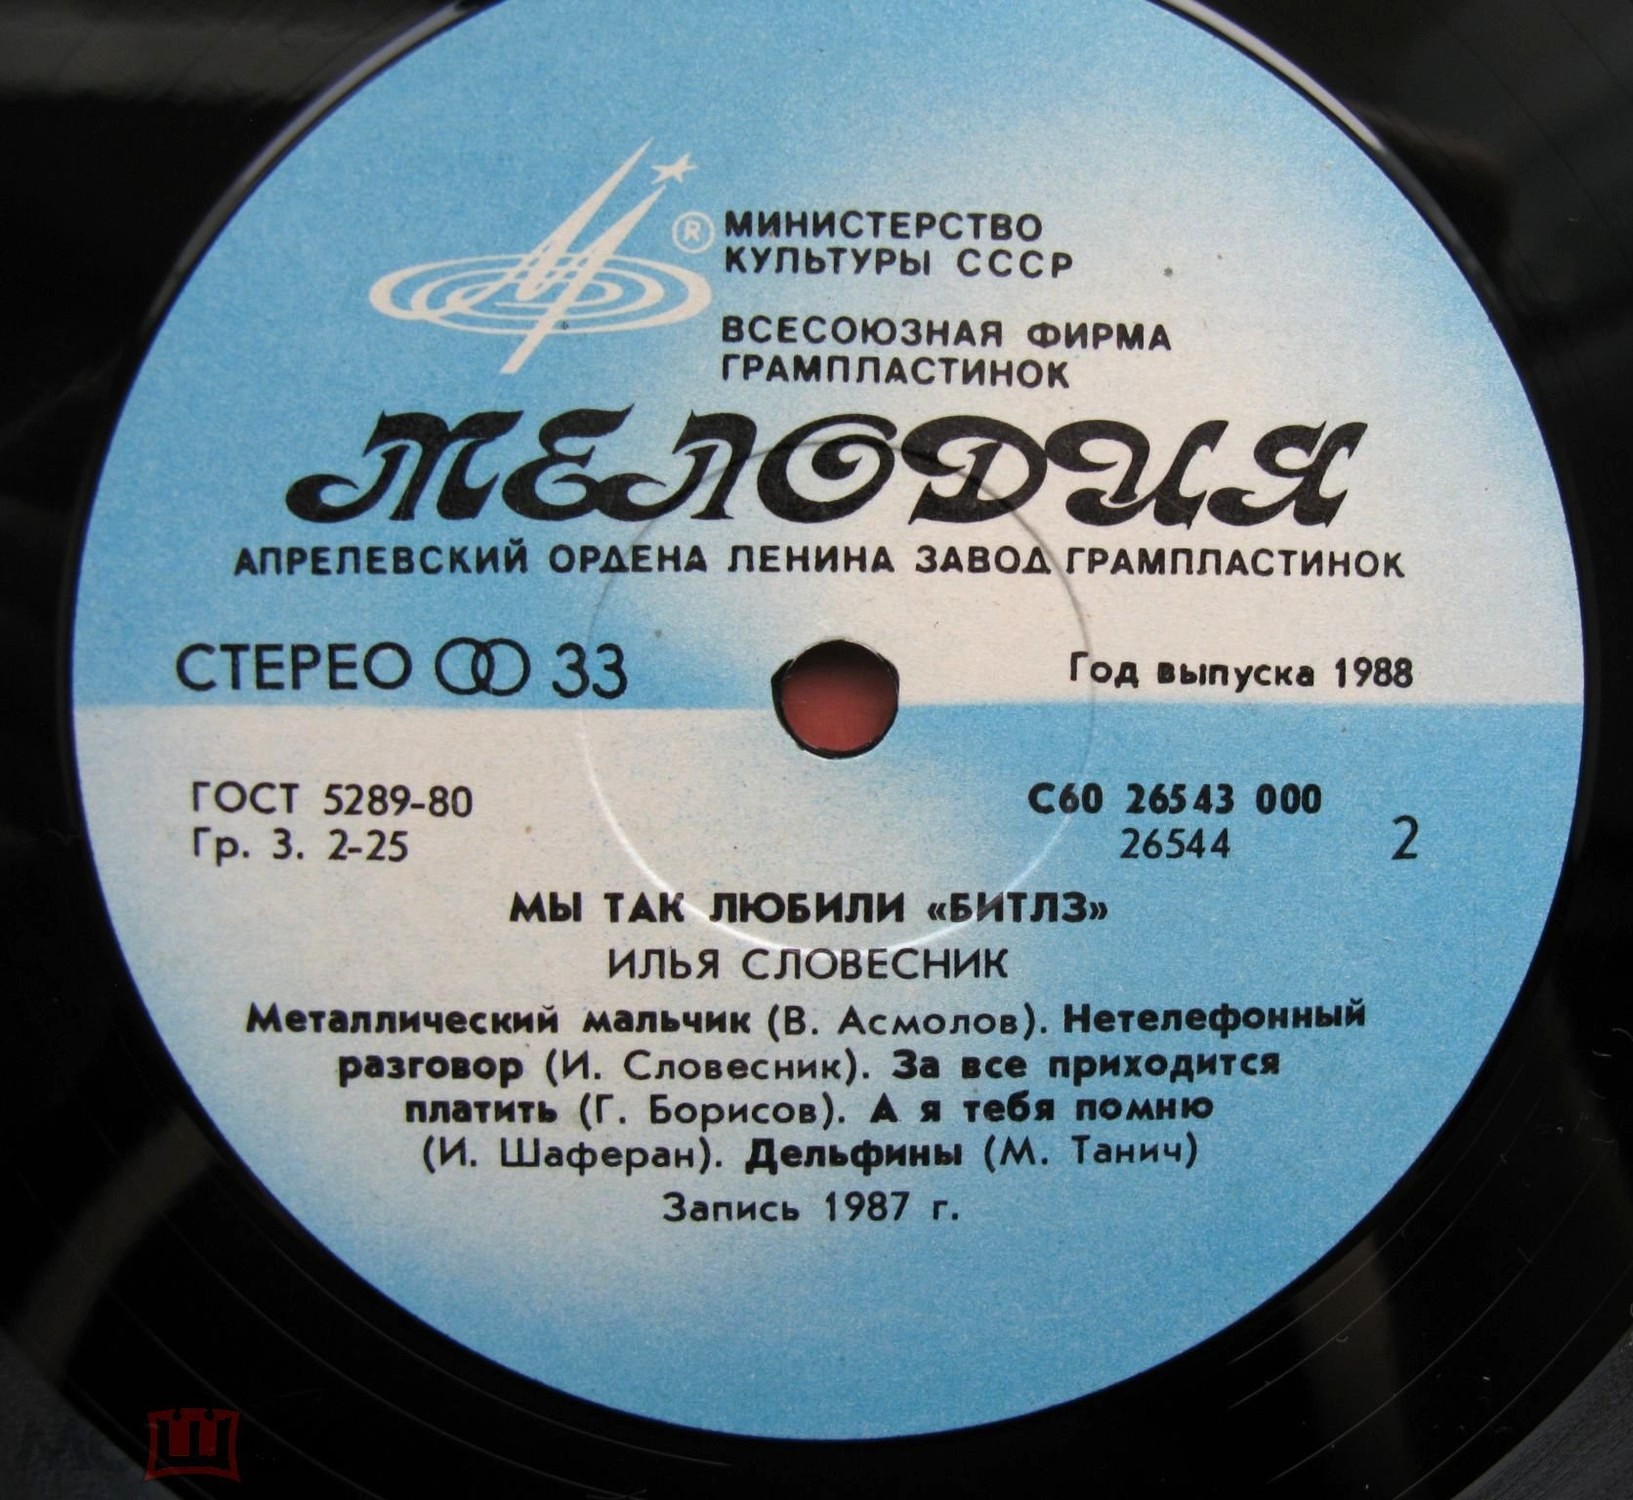 МИНИСТЕРСТВО
КУЛЬТУРЫ СССР
ВСЕСОЮЗНАЯ ФИРМА
ГРАМПЛАСТИНОК
МЕЛОДИЯ
АПРЕЛЕВСКИЙ ОРДЕНА ЛЕНИНА ЗАВОД ГРАМПЛАСТИНОК
СТЕРЕО 33
Год выпуска 1988
ГОСТ 5289-80
Гр. 3. 2-25
С60 26543 000
26544
2
МЫ ТАК ЛЮБИЛИ «БИТЛЗ»
ИЛЬЯ СЛОВЕСНИК
Металлический мальчик (В. Асмолов). Нетелефонный
разговор (И. Словесник). За все приходится
платить (Г. Борисов). А я тебя помню
(И. Шаферан). Дельфины (М. Танич)
Запись 1987 г.